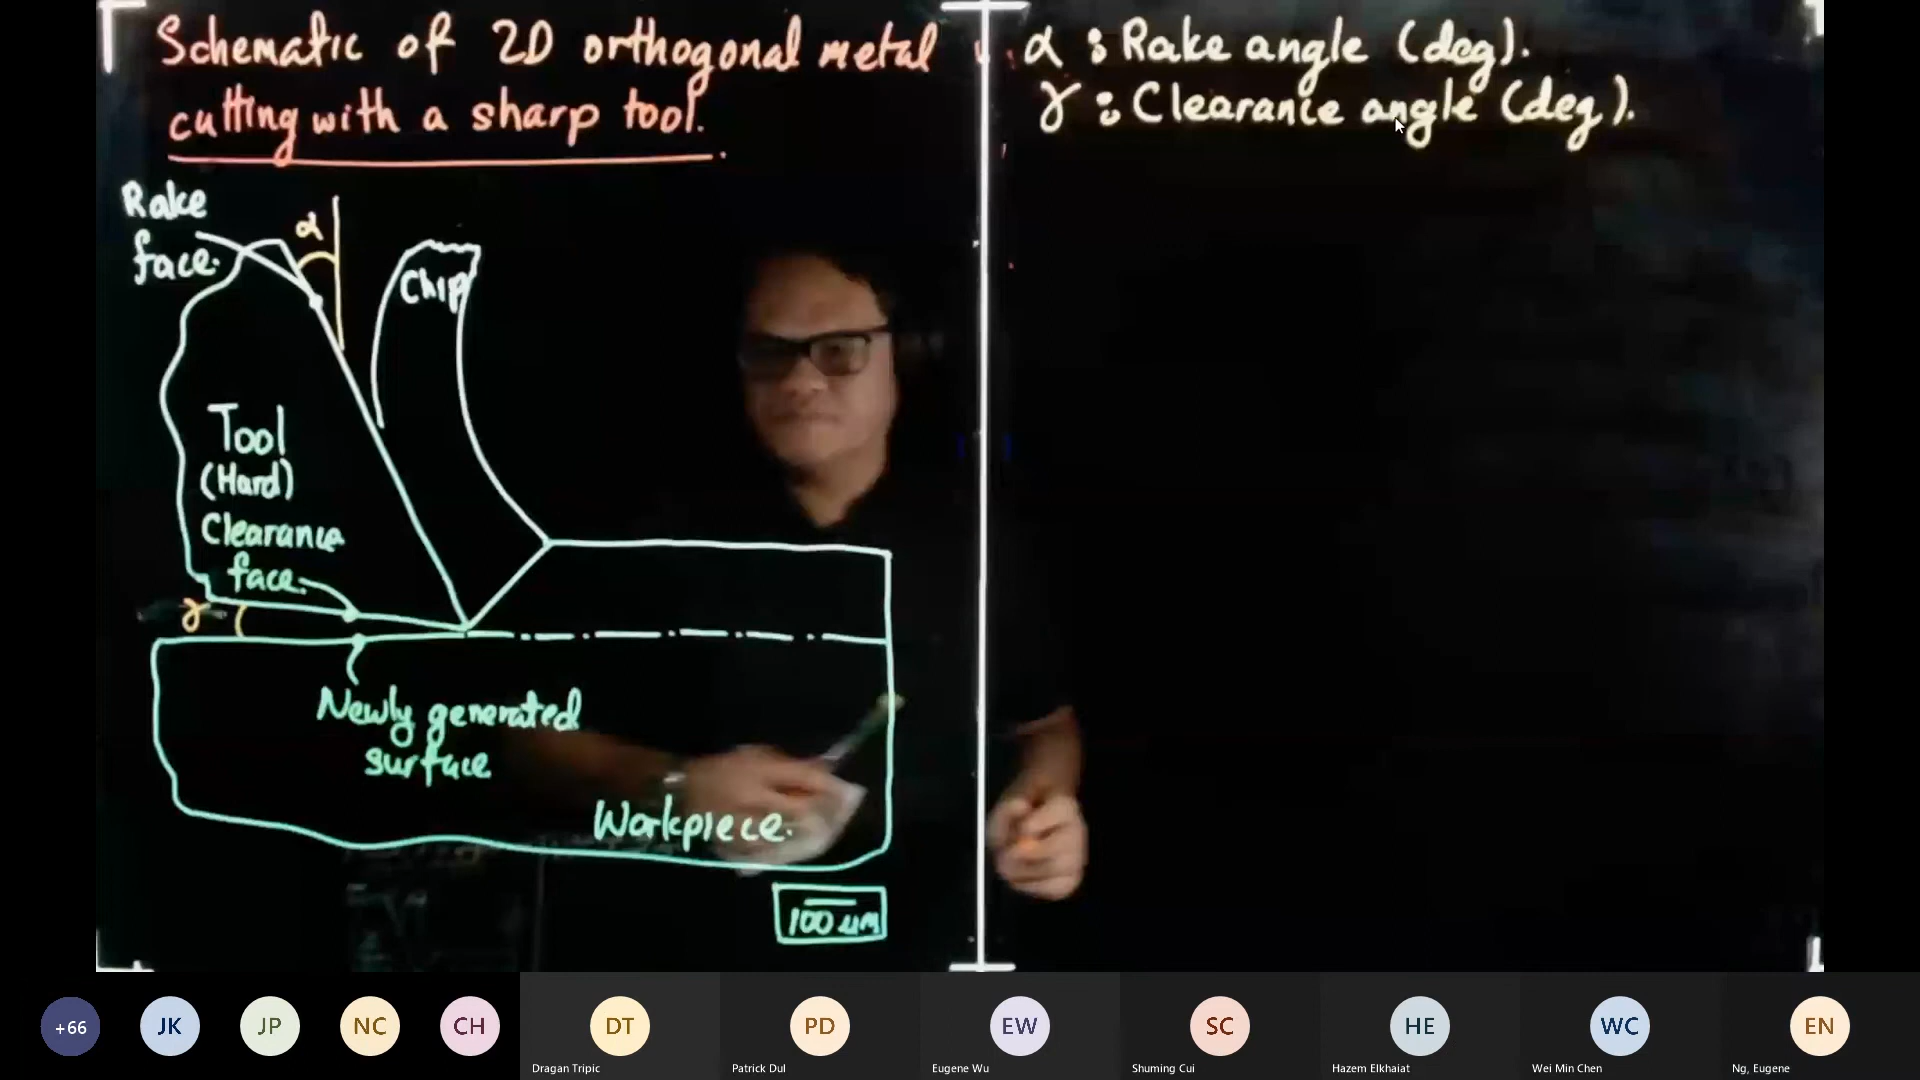 Schematic of 2D orthogonal metal
cutting with a sharp tool.
α : Rake angle (deg).
γ : Clearance angle (deg).
Rake
face.
α
Chip
Tool
(Hard)
Clearance
face.
γ
Newly generated
surface
Workpiece.
100 μm
+66
JK
JP
NC
CH
DT
PD
EW
SC
HE
WC
EN
Dragan Tripic
Patrick Dul
Eugene Wu
Shuming Cui
Hazem Elkhaiat
Wei Min Chen
Ng, Eugene